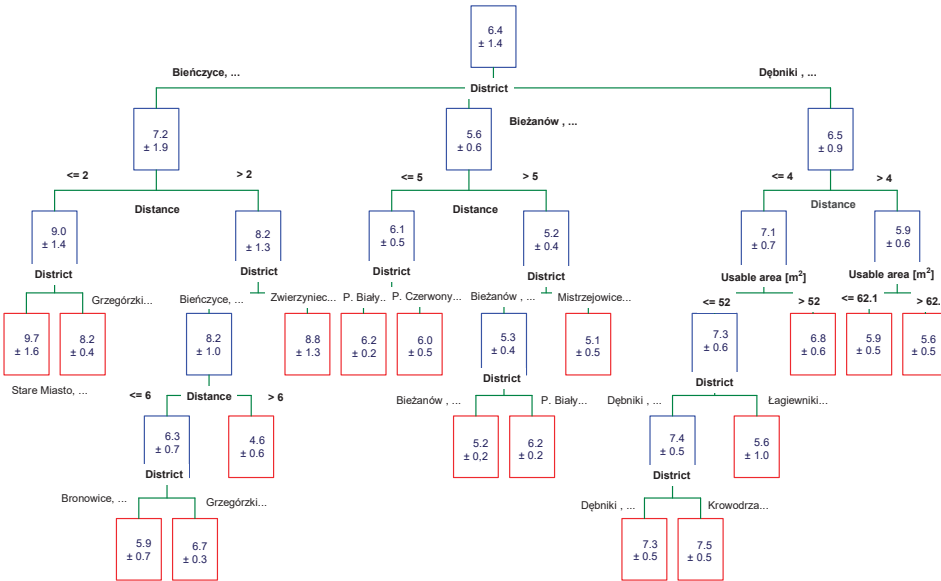 6.4
± 1.4
Bieńczyce, ...
District
Dębniki , ...
Bieżanów , ...
7.2
± 1.9
5.6
± 0.6
6.5
± 0.9
<= 2
> 2
Distance
<= 5
> 5
Distance
<= 4
> 4
Distance
9.0
± 1.4
8.2
± 1.3
6.1
± 0.5
5.2
± 0.4
7.1
± 0.7
5.9
± 0.6
District
District
District
District
Usable area [m²]
Usable area [m²]
Grzegórzki...
Bieńczyce, ...
Zwierzyniec...
P. Biały..
P. Czerwony...
Bieżanów , ...
Mistrzejowice...
<= 52
> 52
<= 62.1
> 62.
9.7
± 1.6
8.2
± 0.4
8.2
± 1.0
8.8
± 1.3
6.2
± 0.2
6.0
± 0.5
5.3
± 0.4
5.1
± 0.5
7.3
± 0.6
6.8
± 0.6
5.9
± 0.5
5.6
± 0.5
Stare Miasto, ...
<= 6
Distance
> 6
District
District
Bieżanów , ...
P. Biały...
Dębniki , ...
Łagiewniki...
6.3
± 0.7
4.6
± 0.6
5.2
± 0,2
6.2
± 0.2
7.4
± 0.5
5.6
± 1.0
District
District
Bronowice, ...
Grzegórzki...
Dębniki , ...
Krowodrza...
5.9
± 0.7
6.7
± 0.3
7.3
± 0.5
7.5
± 0.5